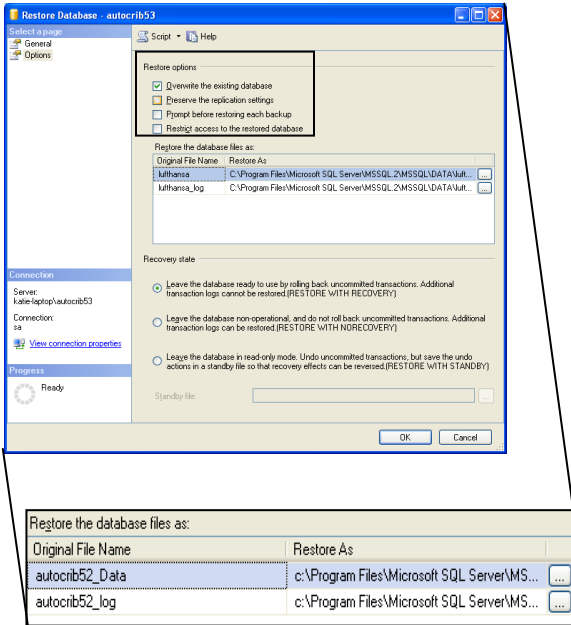 Restore Database - autocrib53
Select a page
General
Options
Script Help
Restore options
Overwrite the existing database
Preserve the replication settings
Prompt before restoring each backup
Restrict access to the restored database
Restore the database files as:
Original File Name Restore As
lufthansa C:\Program Files\Microsoft SQL Server\MSSQL.2\MSSQL\DATA\luft... ...
lufthansa_log C:\Program Files\Microsoft SQL Server\MSSQL.2\MSSQL\DATA\luft... ...
Recovery state
Leave the database ready to use by rolling back uncommitted transactions. Additional
transaction logs cannot be restored.(RESTORE WITH RECOVERY)
Leave the database non-operational, and do not roll back uncommitted transactions. Additional
transaction logs can be restored.(RESTORE WITH NORECOVERY)
Leave the database in read-only mode. Undo uncommitted transactions, but save the undo
actions in a standby file so that recovery effects can be reversed.(RESTORE WITH STANDBY)
Standby file: ...
Connection
Server:
katie-laptop\autocrib53
Connection:
sa
View connection properties
Progress
Ready
OK Cancel
Restore the database files as:
Original File Name Restore As
autocrib52_Data c:\Program Files\Microsoft SQL Server\MS... ...
autocrib52_log c:\Program Files\Microsoft SQL Server\MS... ...